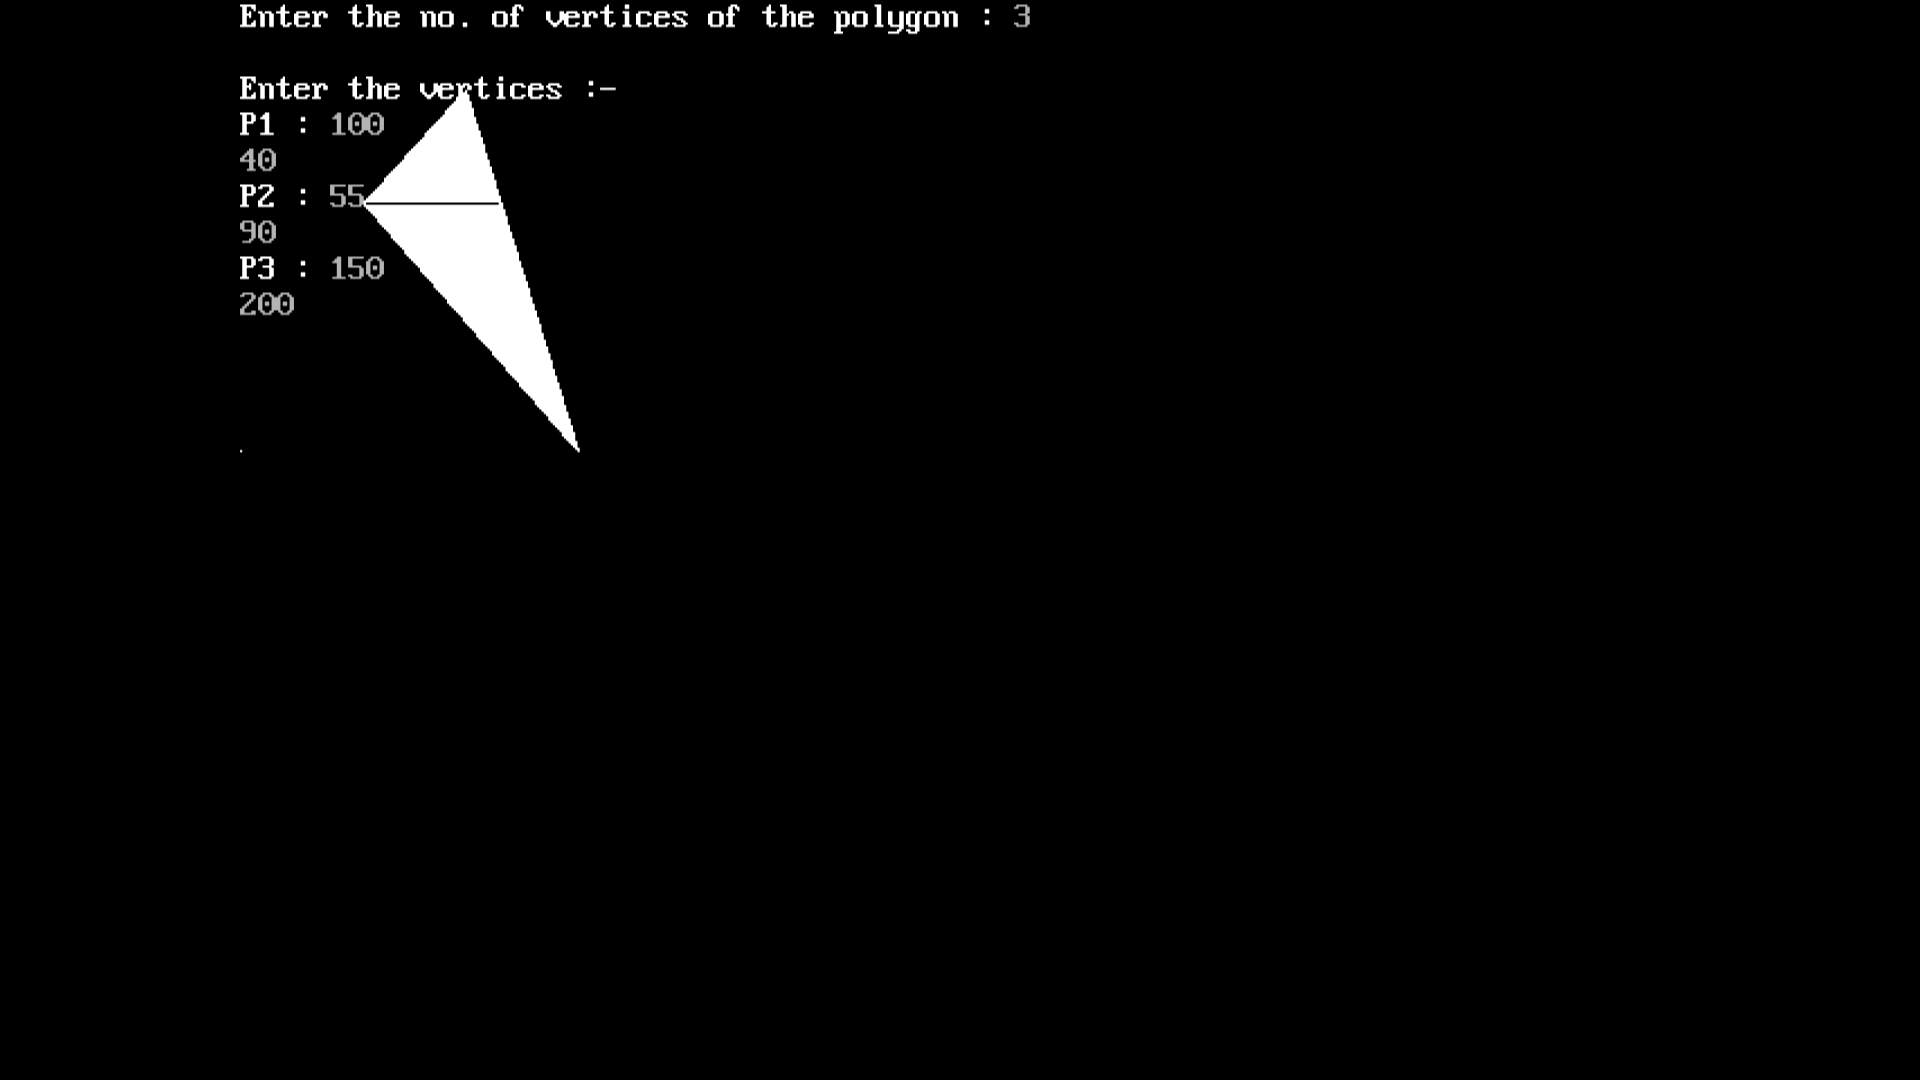 Enter the no. of vertices of the polygon : 3
Enter the vertices :-
P1 : 100
40
P2 : 55
90
P3 : 150
200